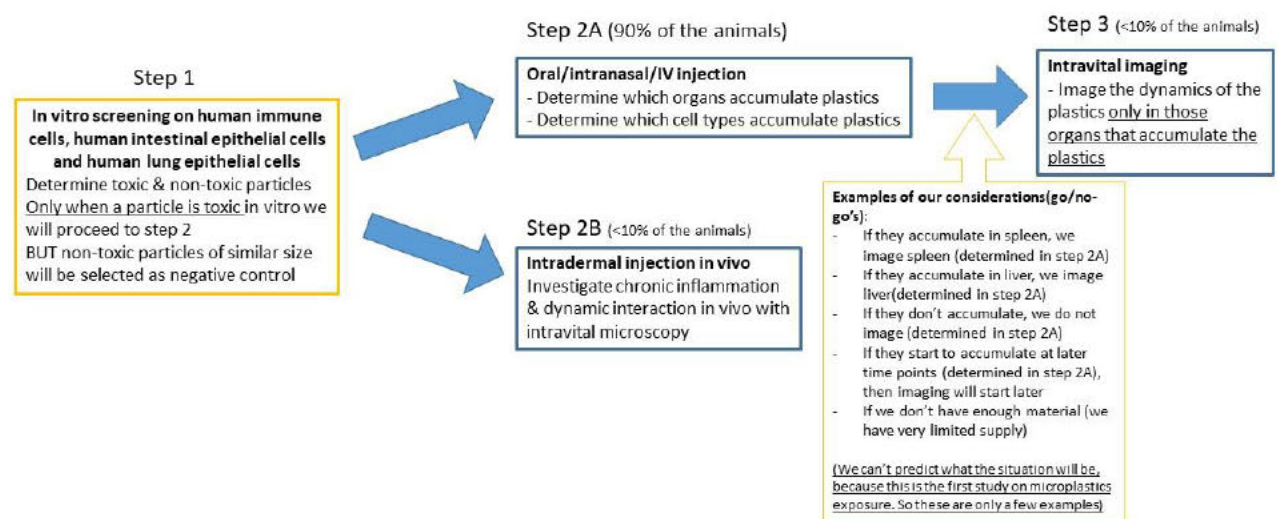 Step 1
In vitro screening on human immune
cells, human intestinal epithelial cells
and human lung epithelial cells
Determine toxic & non-toxic particles
Only when a particle is toxic in vitro we
will proceed to step 2
BUT non-toxic particles of similar size
will be selected as negative control
Step 2A (90% of the animals)
Oral/intranasal/IV injection
- Determine which organs accumulate plastics
- Determine which cell types accumulate plastics
Step 2B (<10% of the animals)
Intradermal injection in vivo
Investigate chronic inflammation
& dynamic interaction in vivo with
intravital microscopy
Step 3 (<10% of the animals)
Intravital imaging
- Image the dynamics of the
plastics only in those
organs that accumulate the
plastics
Examples of our considerations(go/no-
go's):
- If they accumulate in spleen, we
image spleen (determined in step 2A)
- If they accumulate in liver, we image
liver(determined in step 2A)
- If they don't accumulate, we do not
image (determined in step 2A)
- If they start to accumulate at later
time points (determined in step 2A),
then imaging will start later
- If we don't have enough material (we
have very limited supply)
(We can't predict what the situation will be,
because this is the first study on microplastics
exposure. So these are only a few examples)